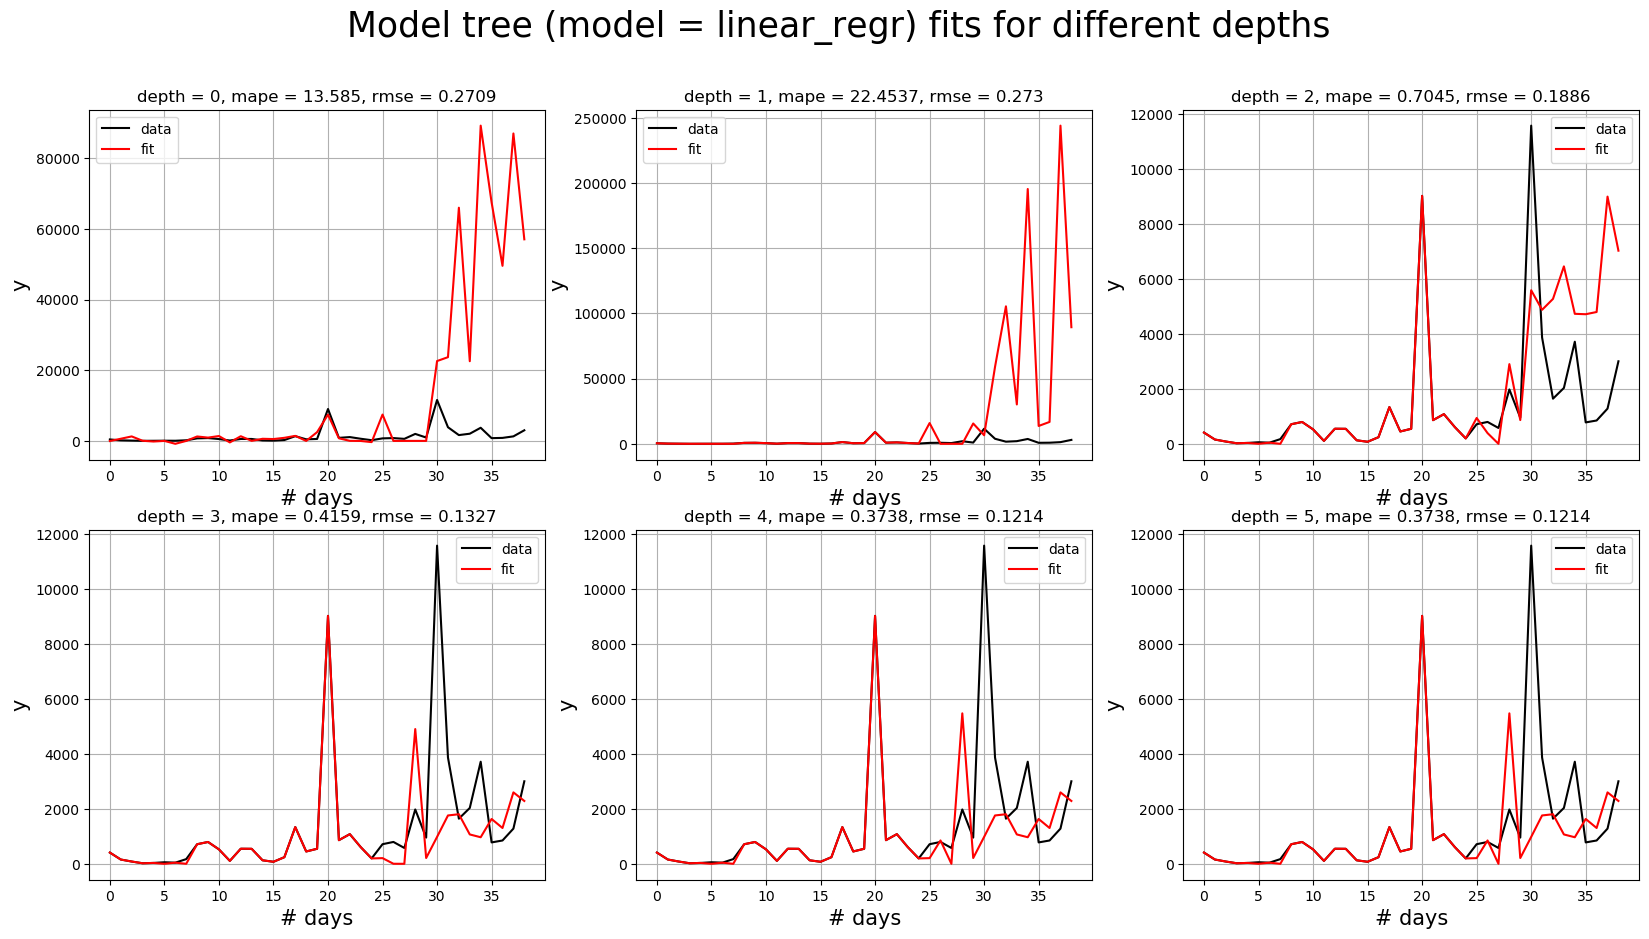 Model tree (model = linear_regr) fits for different depths
depth = 0, mape = 13.585, rmse = 0.2709
data
fit
80000
60000
40000
20000
0
y
0 5 10 15 20 25 30 35
# days
depth = 1, mape = 22.4537, rmse = 0.273
data
fit
250000
200000
150000
100000
50000
0
y
0 5 10 15 20 25 30 35
# days
depth = 2, mape = 0.7045, rmse = 0.1886
data
fit
12000
10000
8000
6000
4000
2000
0
y
0 5 10 15 20 25 30 35
# days
depth = 3, mape = 0.4159, rmse = 0.1327
data
fit
12000
10000
8000
6000
4000
2000
0
y
0 5 10 15 20 25 30 35
# days
depth = 4, mape = 0.3738, rmse = 0.1214
data
fit
12000
10000
8000
6000
4000
2000
0
y
0 5 10 15 20 25 30 35
# days
depth = 5, mape = 0.3738, rmse = 0.1214
data
fit
12000
10000
8000
6000
4000
2000
0
y
0 5 10 15 20 25 30 35
# days